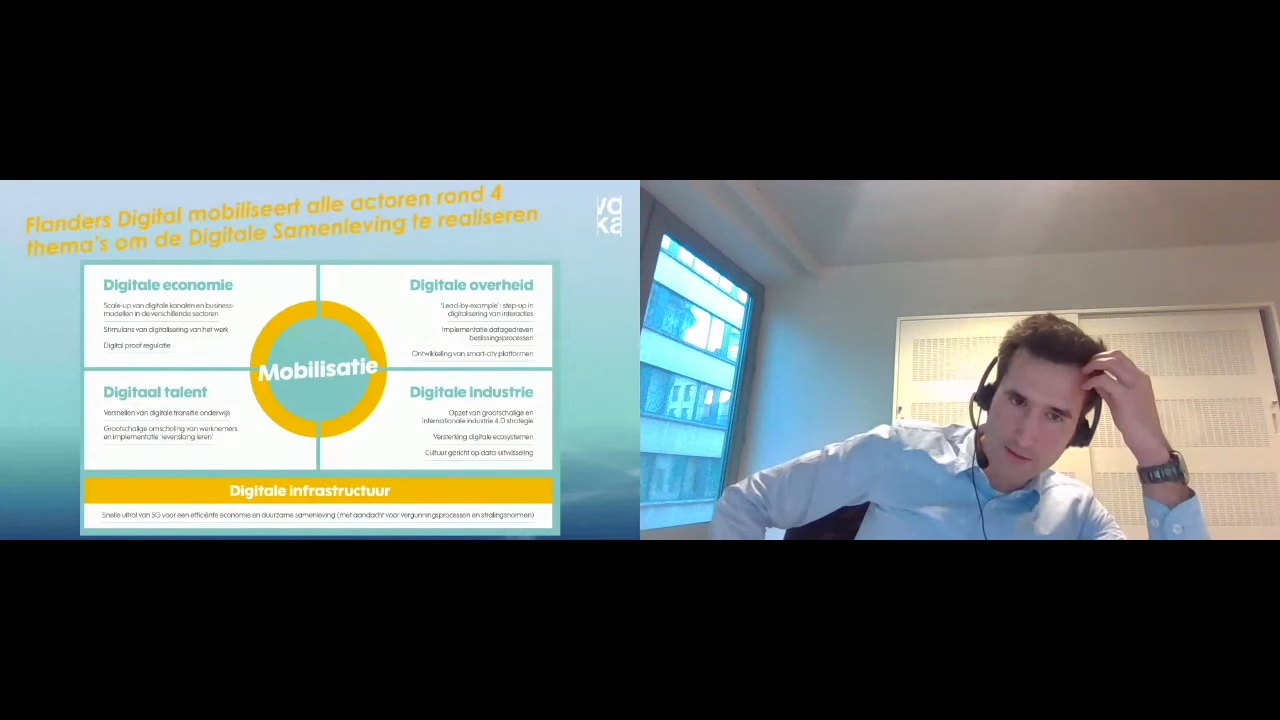 Flanders Digital mobiliseert alle actoren rond 4
thema's om de Digitale Samenleving te realiseren
vo
ka
Digitale economie
Scale-up van digitale kanalen en business-
modellen in de verschillende sectoren
Stimulans van digitalisering van het werk
Digital proof regulatie
Digitale overheid
'Lead-by-example': step-up in
digitalisering van interacties
Implementatie datagedreven
beslissingsprocessen
Ontwikkeling van smart-city platformen
Mobilisatie
Digitaal talent
Versnellen van digitale transitie onderwijs
Grootschalige omscholing van werknemers
en implementatie 'levenslang leren'
Digitale industrie
Opzet van grootschalige en
internationale industrie 4.0 strategie
Versterking digitale ecosystemen
Cultuur gericht op data-uitwisseling
Digitale infrastructuur
Snelle uitrol van 5G voor een efficiënte economie en duurzame samenleving (met aandacht voor vergunningsprocessen en stralingsnormen)